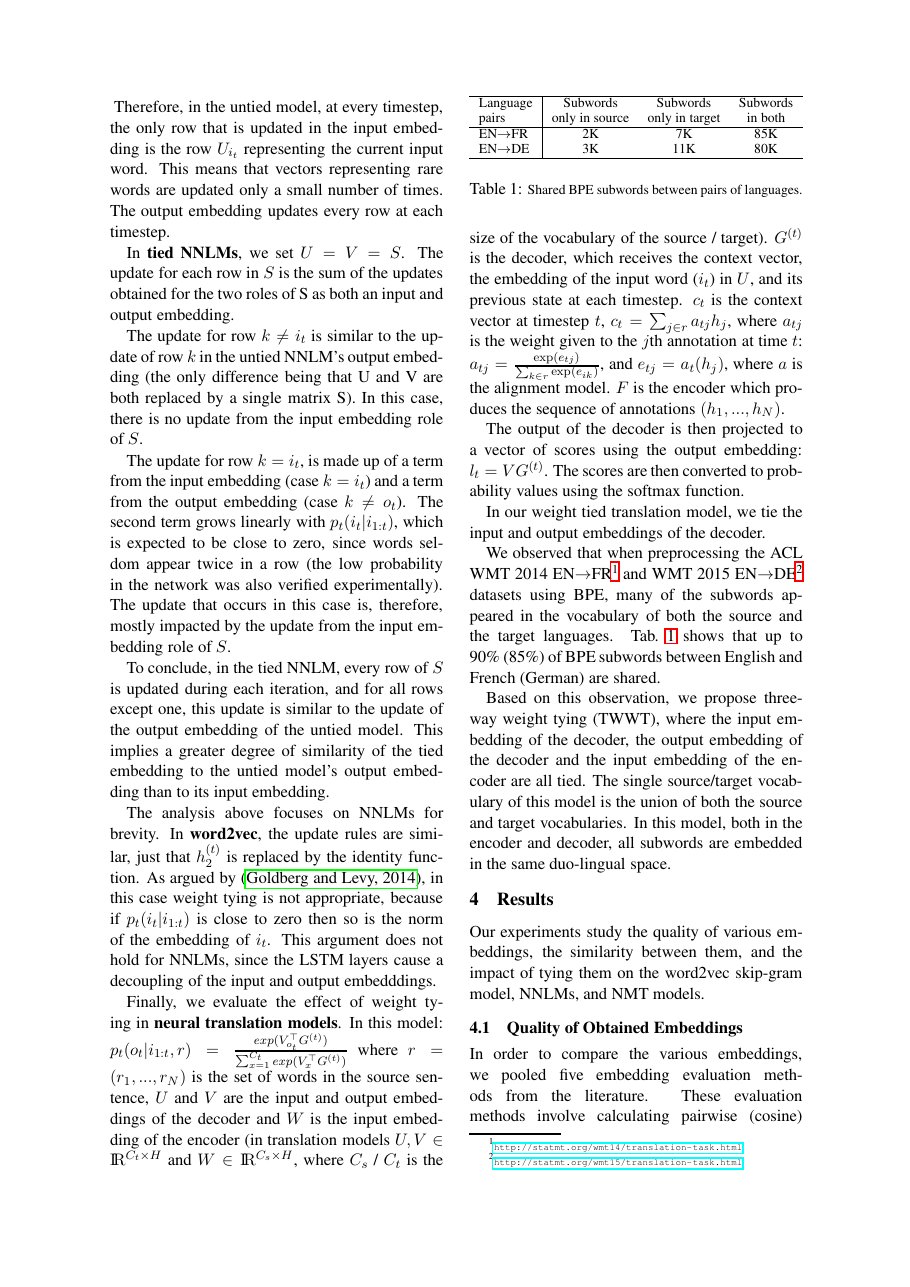 Therefore, in the untied model, at every timestep,
the only row that is updated in the input embed-
ding is the row U_{i_t} representing the current input
word. This means that vectors representing rare
words are updated only a small number of times.
The output embedding updates every row at each
timestep.
In tied NNLMs, we set U = V = S. The
update for each row in S is the sum of the updates
obtained for the two roles of S as both an input and
output embedding.
The update for row k ≠ i_t is similar to the up-
date of row k in the untied NNLM's output embed-
ding (the only difference being that U and V are
both replaced by a single matrix S). In this case,
there is no update from the input embedding role
of S.
The update for row k = i_t, is made up of a term
from the input embedding (case k = i_t) and a term
from the output embedding (case k ≠ o_t). The
second term grows linearly with p_t(i_t|i_{1:t}), which
is expected to be close to zero, since words sel-
dom appear twice in a row (the low probability
in the network was also verified experimentally).
The update that occurs in this case is, therefore,
mostly impacted by the update from the input em-
bedding role of S.
To conclude, in the tied NNLM, every row of S
is updated during each iteration, and for all rows
except one, this update is similar to the update of
the output embedding of the untied model. This
implies a greater degree of similarity of the tied
embedding to the untied model's output embed-
ding than to its input embedding.
The analysis above focuses on NNLMs for
brevity. In word2vec, the update rules are simi-
lar, just that h_2^{(t)} is replaced by the identity func-
tion. As argued by (Goldberg and Levy, 2014), in
this case weight tying is not appropriate, because
if p_t(i_t|i_{1:t}) is close to zero then so is the norm
of the embedding of i_t. This argument does not
hold for NNLMs, since the LSTM layers cause a
decoupling of the input and output embedddings.
Finally, we evaluate the effect of weight ty-
ing in neural translation models. In this model:
p_t(o_t|i_{1:t}, r) = \frac{exp(V_{o_t}^⊤ G^{(t)})}{∑_{x=1}^{C_t} exp(V_x^⊤ G^{(t)})} where r =
(r_1, ..., r_N) is the set of words in the source sen-
tence, U and V are the input and output embed-
dings of the decoder and W is the input embed-
ding of the encoder (in translation models U, V ∈
ℝ^{C_t×H} and W ∈ ℝ^{C_s×H}, where C_s / C_t is the
Language pairs | Subwords only in source | Subwords only in target | Subwords in both
EN→FR 2K 7K 85K
EN→DE 3K 11K 80K
Table 1: Shared BPE subwords between pairs of languages.
size of the vocabulary of the source / target). G^{(t)}
is the decoder, which receives the context vector,
the embedding of the input word (i_t) in U, and its
previous state at each timestep. c_t is the context
vector at timestep t, c_t = ∑_{j∈r} a_{tj}h_j, where a_{tj}
is the weight given to the jth annotation at time t:
a_{tj} = \frac{exp(e_{tj})}{∑_{k∈r} exp(e_{ik})}, and e_{tj} = a_t(h_j), where a is
the alignment model. F is the encoder which pro-
duces the sequence of annotations (h_1, ..., h_N).
The output of the decoder is then projected to
a vector of scores using the output embedding:
l_t = V G^{(t)}. The scores are then converted to prob-
ability values using the softmax function.
In our weight tied translation model, we tie the
input and output embeddings of the decoder.
We observed that when preprocessing the ACL
WMT 2014 EN→FR^1 and WMT 2015 EN→DE^2
datasets using BPE, many of the subwords ap-
peared in the vocabulary of both the source and
the target languages. Tab. 1 shows that up to
90% (85%) of BPE subwords between English and
French (German) are shared.
Based on this observation, we propose three-
way weight tying (TWWT), where the input em-
bedding of the decoder, the output embedding of
the decoder and the input embedding of the en-
coder are all tied. The single source/target vocab-
ulary of this model is the union of both the source
and target vocabularies. In this model, both in the
encoder and decoder, all subwords are embedded
in the same duo-lingual space.
4 Results
Our experiments study the quality of various em-
beddings, the similarity between them, and the
impact of tying them on the word2vec skip-gram
model, NNLMs, and NMT models.
4.1 Quality of Obtained Embeddings
In order to compare the various embeddings,
we pooled five embedding evaluation meth-
ods from the literature. These evaluation
methods involve calculating pairwise (cosine)
1 http://statmt.org/wmt14/translation-task.html
2 http://statmt.org/wmt15/translation-task.html